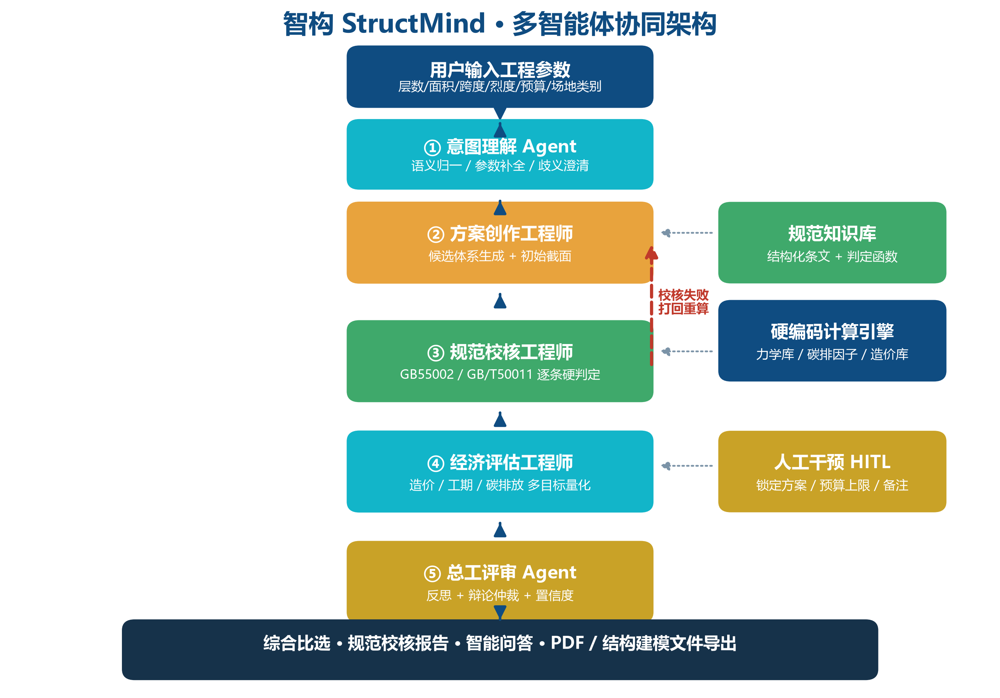 智构 StructMind · 多智能体协同架构
用户输入工程参数
层数/面积/跨度/烈度/预算/场地类别
① 意图理解 Agent
语义归一 / 参数补全 / 歧义澄清
② 方案创作工程师
候选体系生成 + 初始截面
规范知识库
结构化条文 + 判定函数
校核失败
打回重算
③ 规范校核工程师
GB55002 / GB/T50011 逐条硬判定
硬编码计算引擎
力学库 / 碳排因子 / 造价库
④ 经济评估工程师
造价 / 工期 / 碳排放 多目标量化
人工干预 HITL
锁定方案 / 预算上限 / 备注
⑤ 总工评审 Agent
反思 + 辩论仲裁 + 置信度
综合比选 · 规范校核报告 · 智能问答 · PDF / 结构建模文件导出